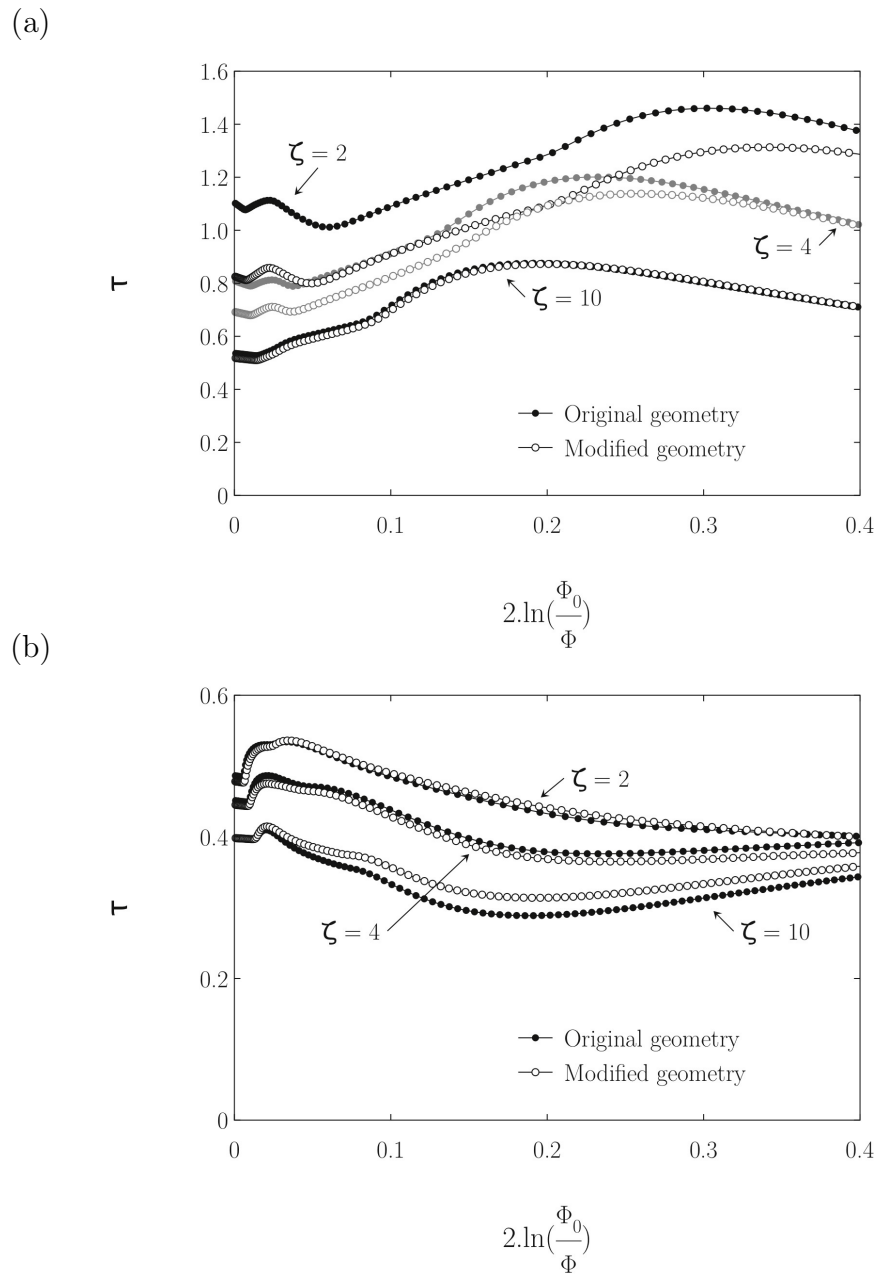 (a)
1.6
1.4
ζ = 2
1.2
1.0
ζ = 4
τ
0.8
ζ = 10
0.6
0.4
Original geometry
0.2
Modified geometry
0
0 0.1 0.2 0.3 0.4
2.ln(Φ₀/Φ)
(b)
0.6
ζ = 2
0.4
τ
ζ = 4 ζ = 10
0.2
Original geometry
Modified geometry
0
0 0.1 0.2 0.3 0.4
2.ln(Φ₀/Φ)